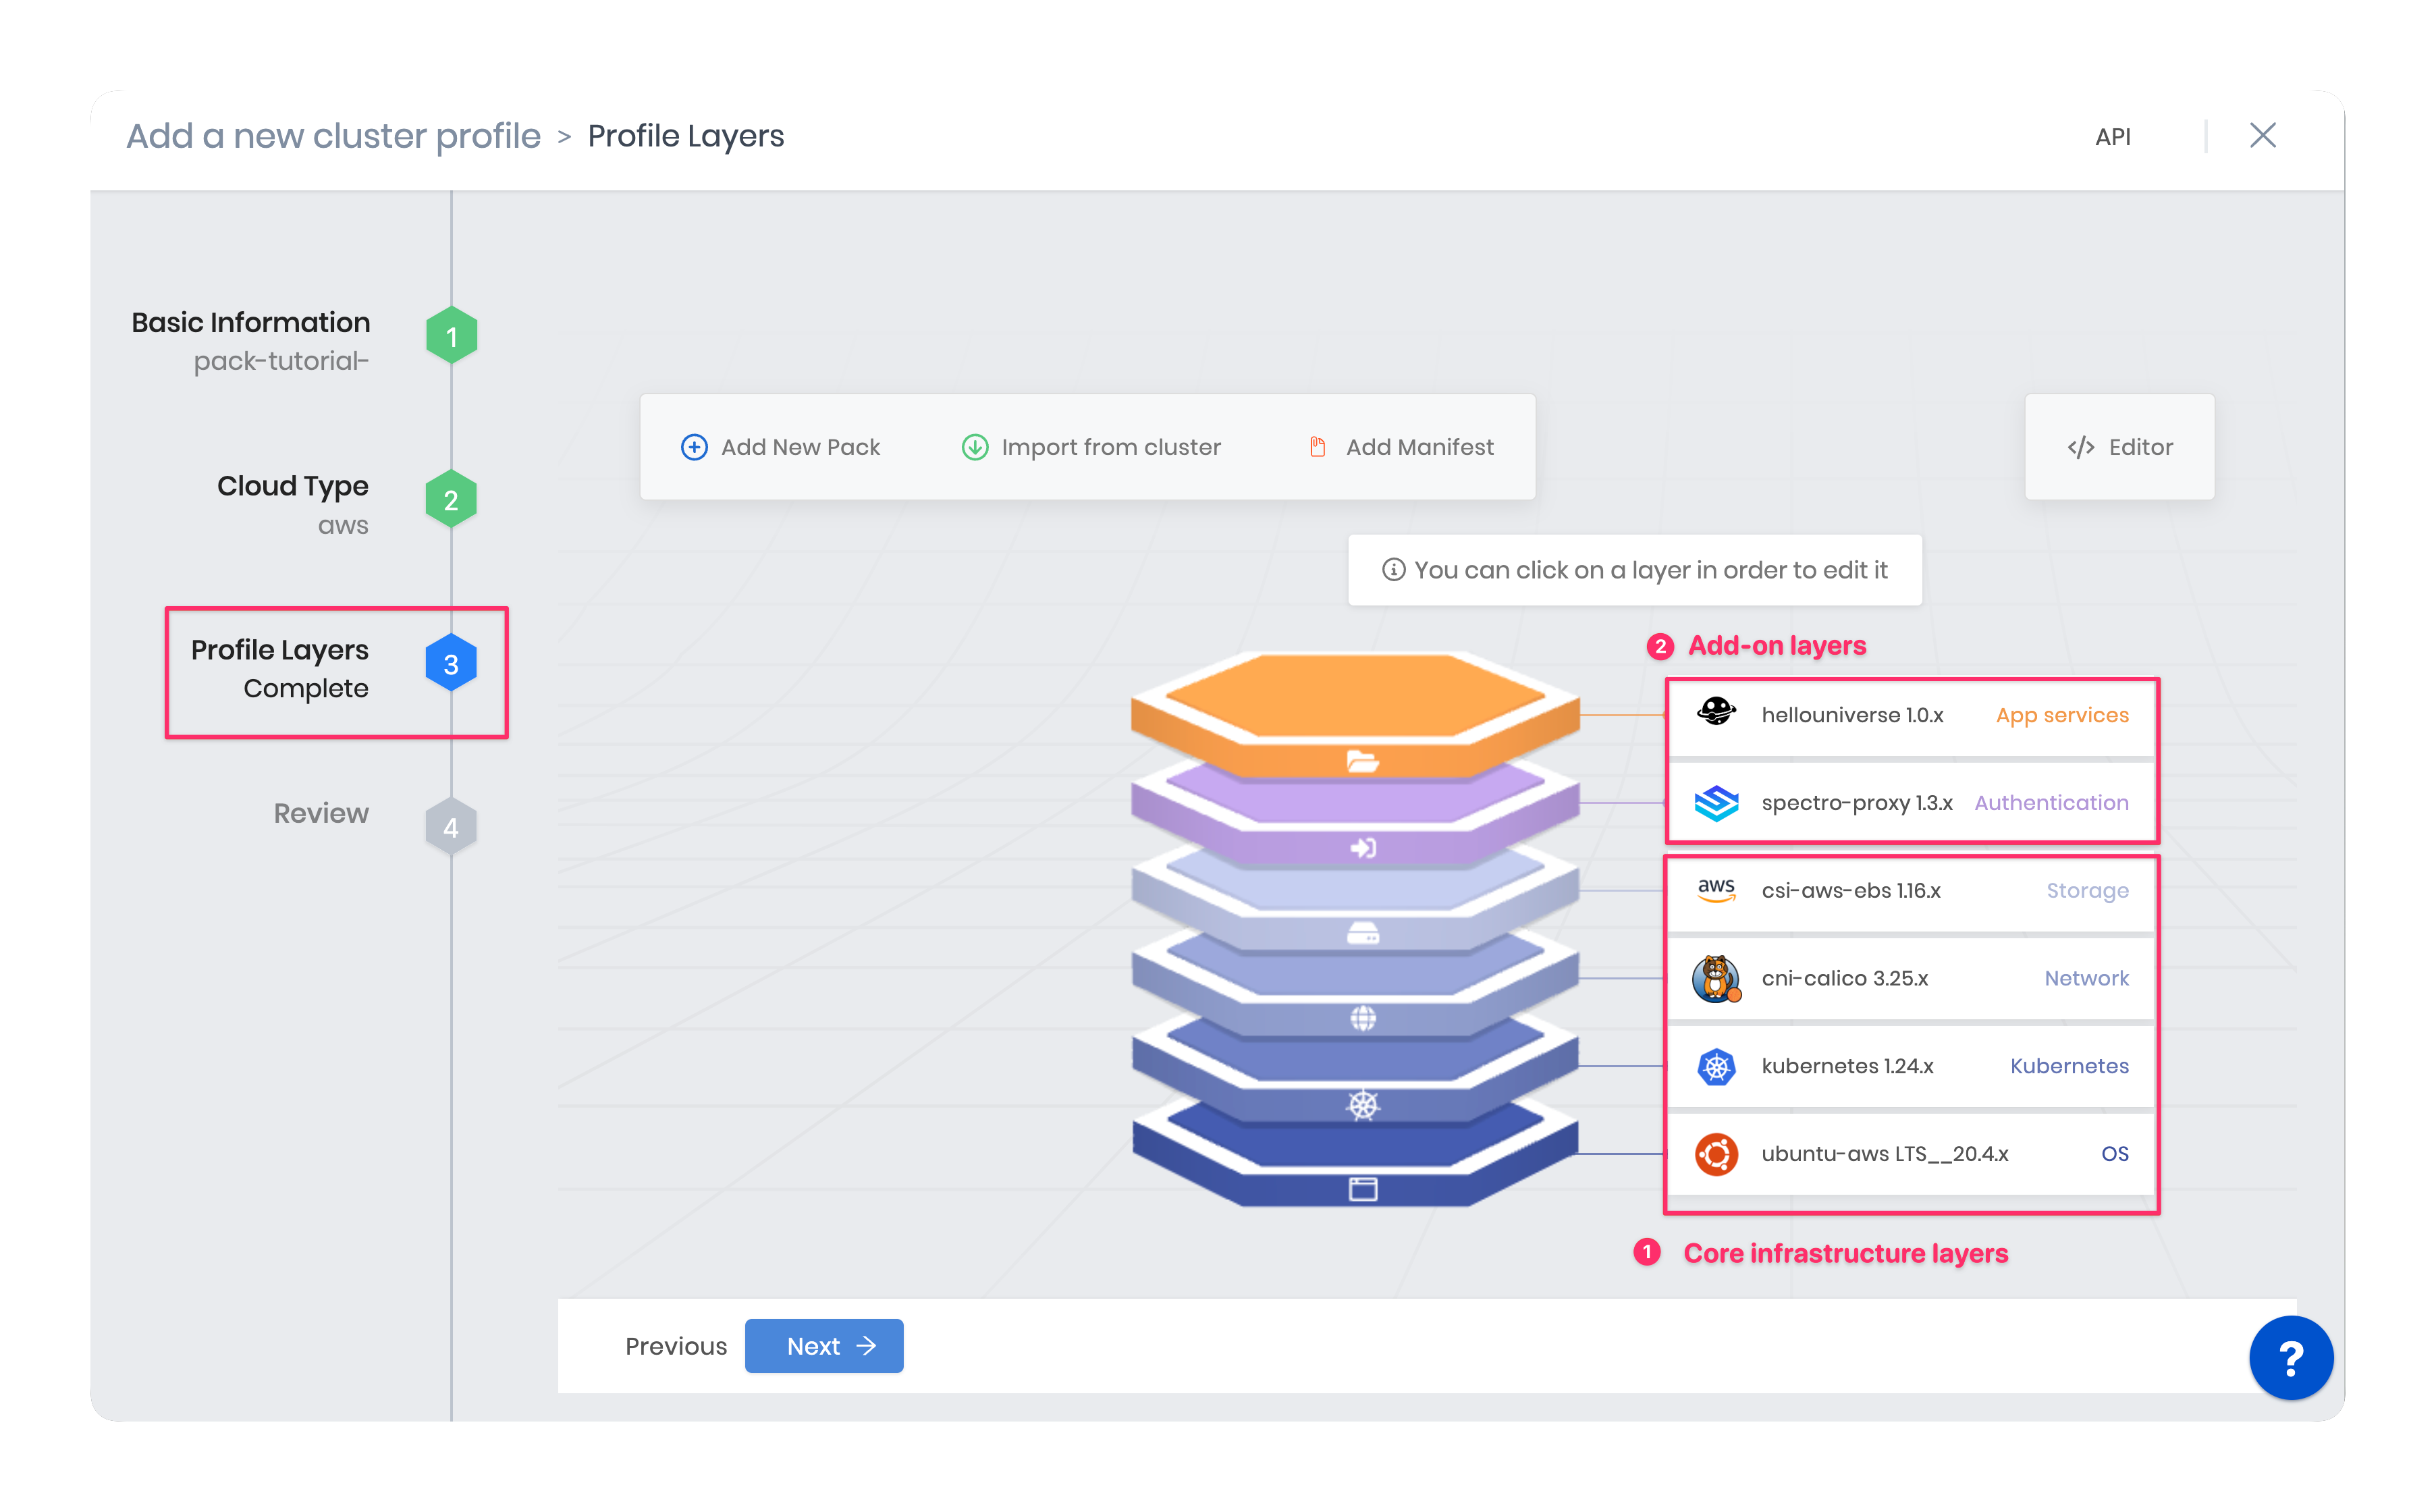 Add a new cluster profile > Profile Layers
API
Basic Information
pack-tutorial-
1
Cloud Type
aws
2
Profile Layers
Complete
3
Review
4
Add New Pack
Import from cluster
Add Manifest
</> Editor
You can click on a layer in order to edit it
2 Add-on layers
hellouniverse 1.0.x App services
spectro-proxy 1.3.x Authentication
aws csi-aws-ebs 1.16.x Storage
cni-calico 3.25.x Network
kubernetes 1.24.x Kubernetes
ubuntu-aws LTS__20.4.x OS
1 Core infrastructure layers
Previous
Next →
?